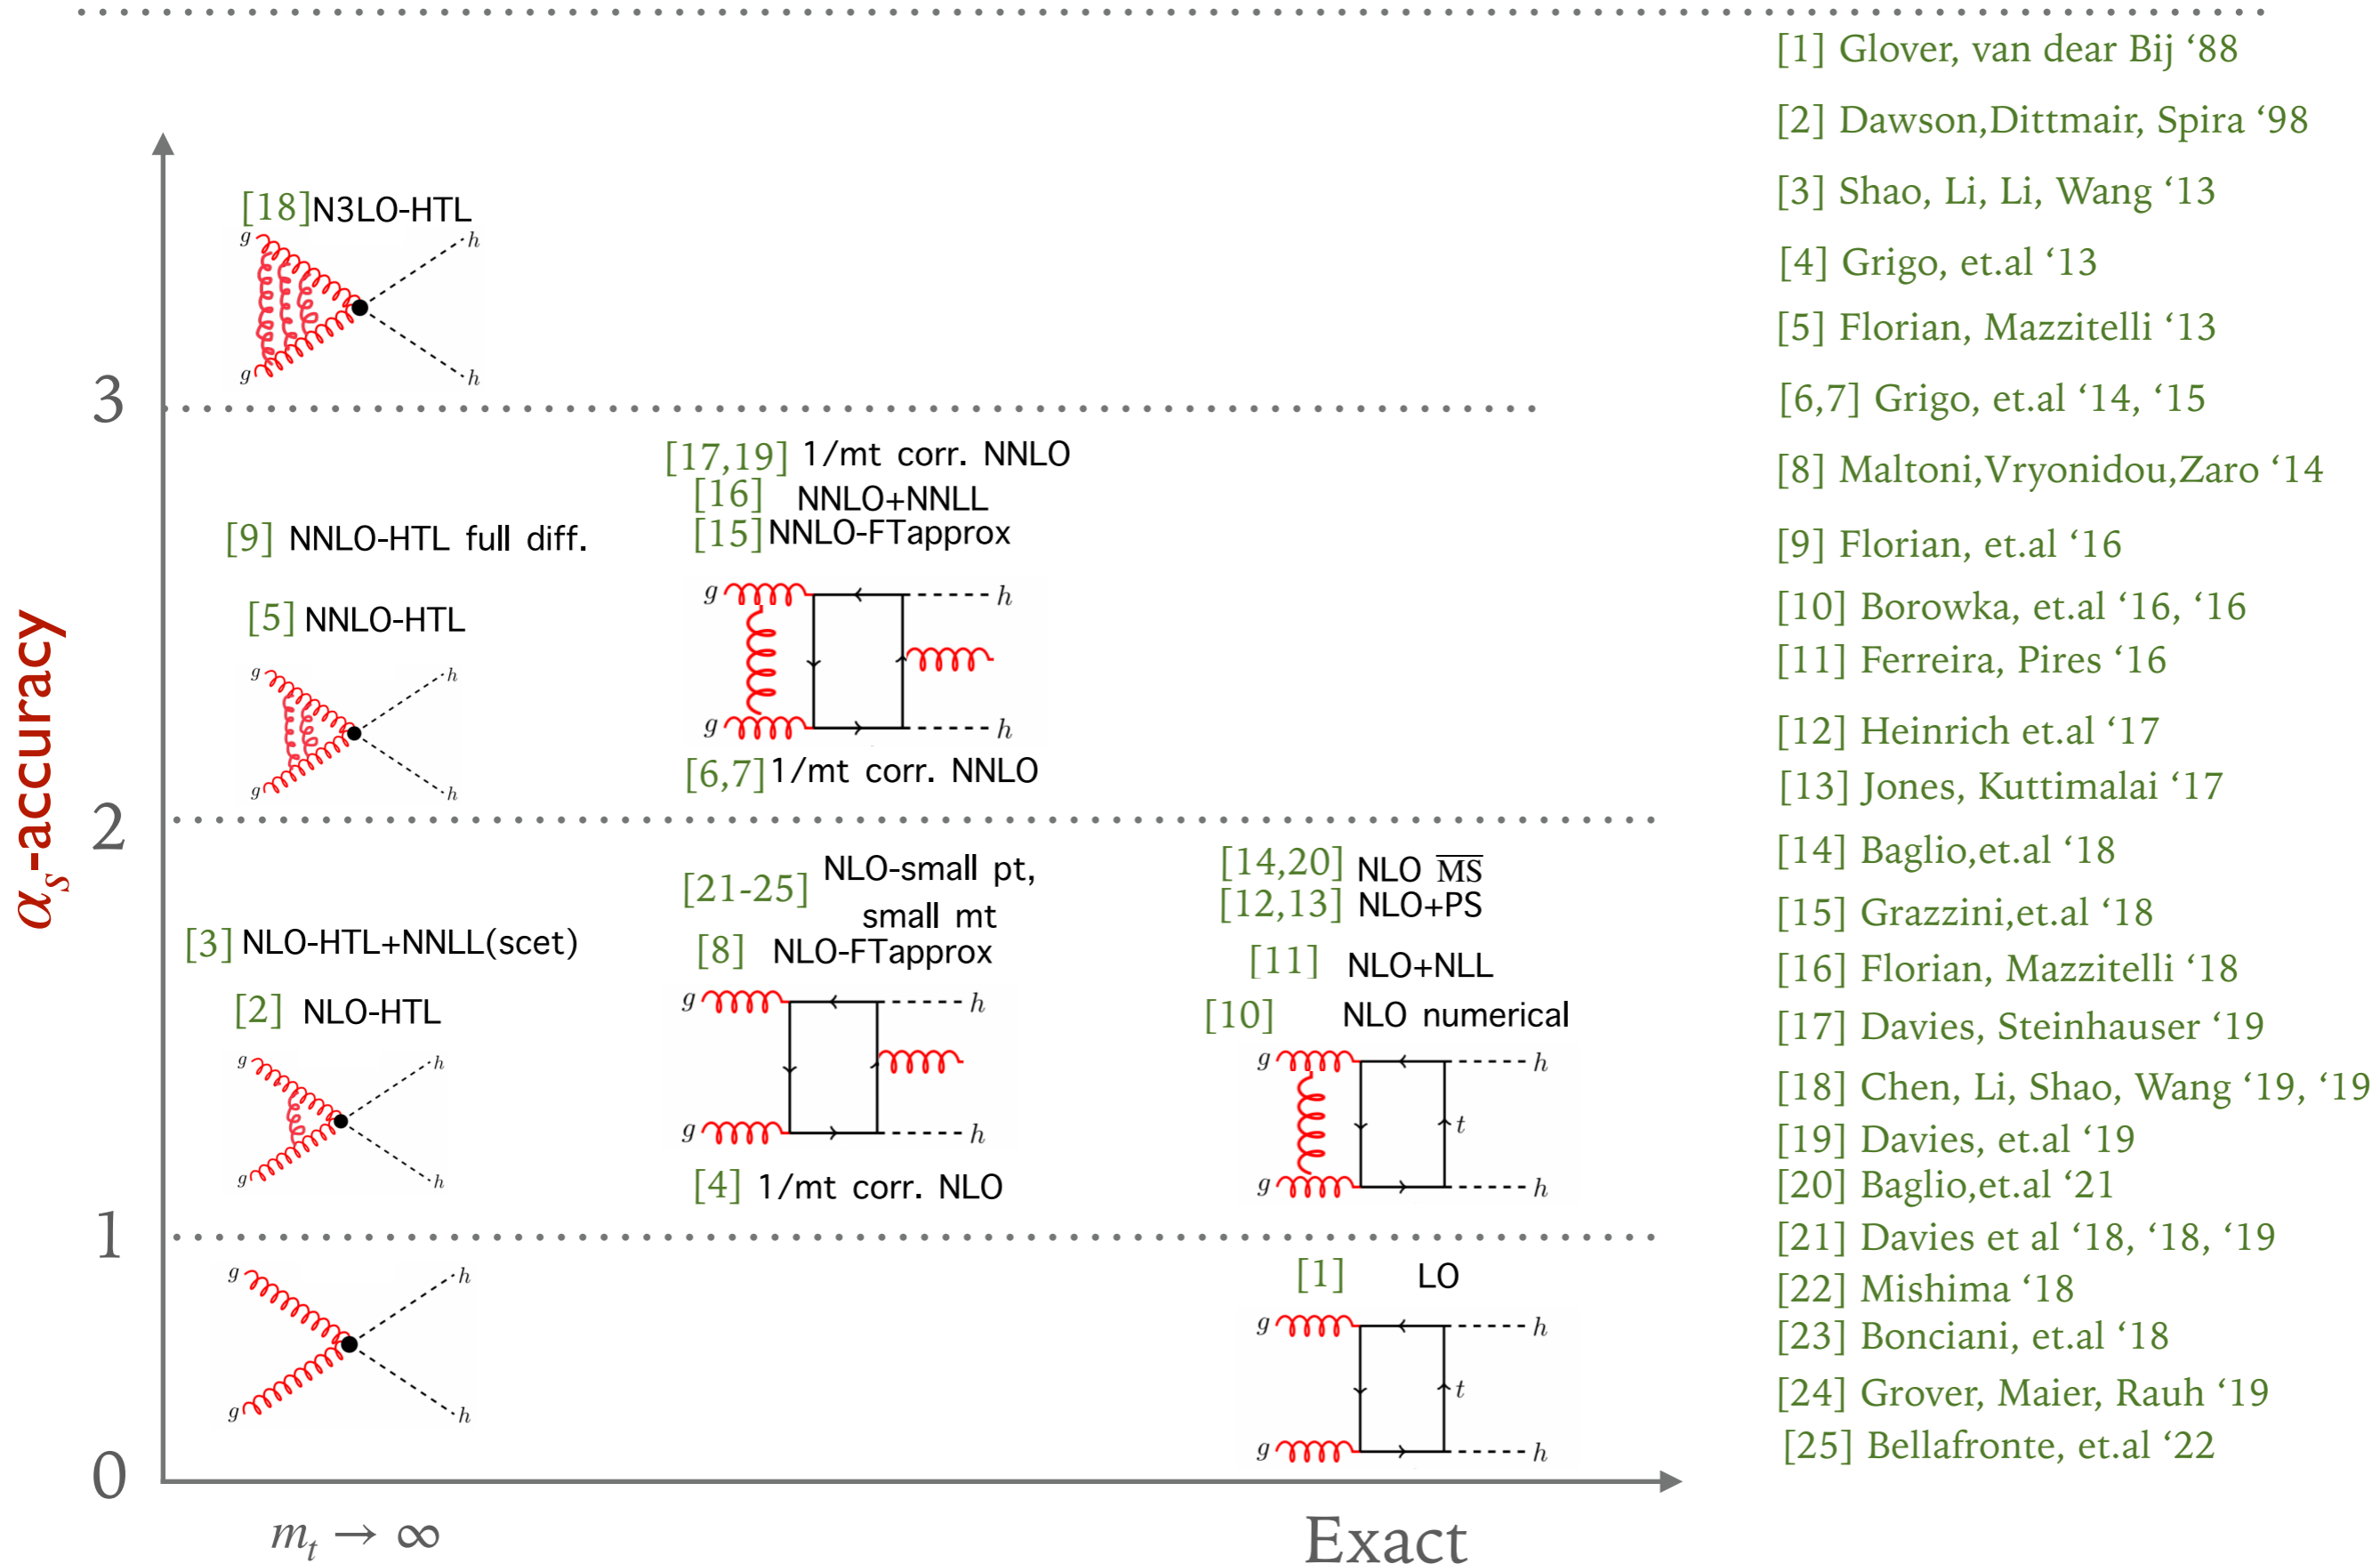 [18]N3LO-HTL
g
h
g
h
3
[17,19] 1/mt corr. NNLO
[16] NNLO+NNLL
[15] NNLO-FTapprox
[9] NNLO-HTL full diff.
[5] NNLO-HTL
g
h
g
h
g
h
g
h
[6,7] 1/mt corr. NNLO
2
αs-accuracy
[21-25] NLO-small pt,
small mt
[8] NLO-FTapprox
[14,20] NLO M̅S̅
[12,13] NLO+PS
[11] NLO+NLL
[10] NLO numerical
[3] NLO-HTL+NNLL(scet)
[2] NLO-HTL
g
h
g
h
g
h
g
h
[4] 1/mt corr. NLO
g
h
t
g
h
1
[1] LO
g
h
g
h
g
h
t
g
h
0
mt → ∞
Exact
[1] Glover, van dear Bij ‘88
[2] Dawson,Dittmair, Spira ‘98
[3] Shao, Li, Li, Wang ‘13
[4] Grigo, et.al ‘13
[5] Florian, Mazzitelli ‘13
[6,7] Grigo, et.al ‘14, ‘15
[8] Maltoni,Vryonidou,Zaro ‘14
[9] Florian, et.al ‘16
[10] Borowka, et.al ‘16, ‘16
[11] Ferreira, Pires ‘16
[12] Heinrich et.al ‘17
[13] Jones, Kuttimalai ‘17
[14] Baglio,et.al ‘18
[15] Grazzini,et.al ‘18
[16] Florian, Mazzitelli ‘18
[17] Davies, Steinhauser ‘19
[18] Chen, Li, Shao, Wang ‘19, ‘19
[19] Davies, et.al ‘19
[20] Baglio,et.al ‘21
[21] Davies et al ‘18, ‘18, ‘19
[22] Mishima ‘18
[23] Bonciani, et.al ‘18
[24] Grover, Maier, Rauh ‘19
[25] Bellafronte, et.al ‘22